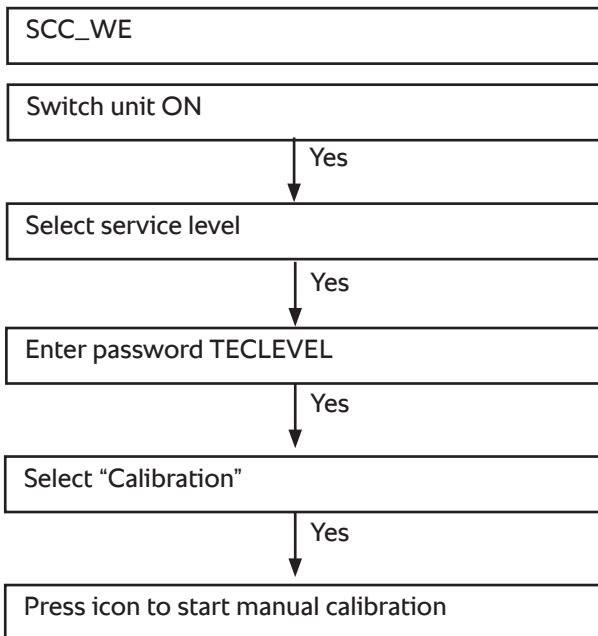 SCC_WE
Switch unit ON
Yes
Select service level
Yes
Enter password TECLEVEL
Yes
Select “Calibration”
Yes
Press icon to start manual calibration